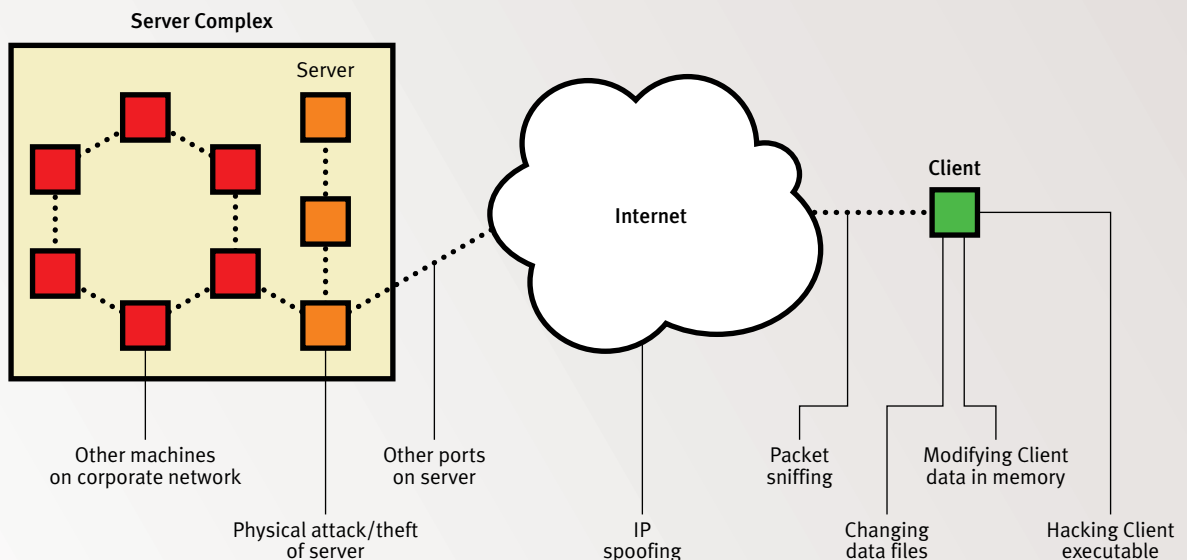 Server Complex
Server
Internet
Client
Other machines
on corporate network
Other ports
on server
Packet
sniffing
Modifying Client
data in memory
Physical attack/theft
of server
IP
spoofing
Changing
data files
Hacking Client
executable